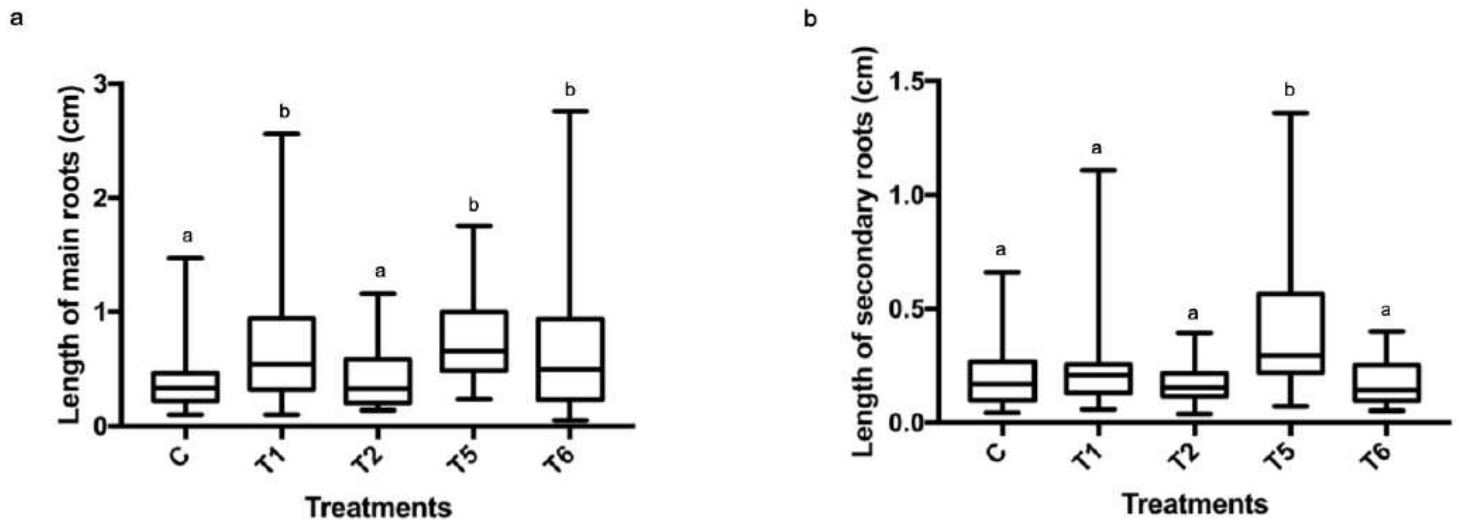 a
Length of main roots (cm)
3
2
1
0
a
b
a
b
b
C
T1
T2
T5
T6
Treatments
b
Length of secondary roots (cm)
1.5
1.0
0.5
0.0
a
a
a
b
a
C
T1
T2
T5
T6
Treatments